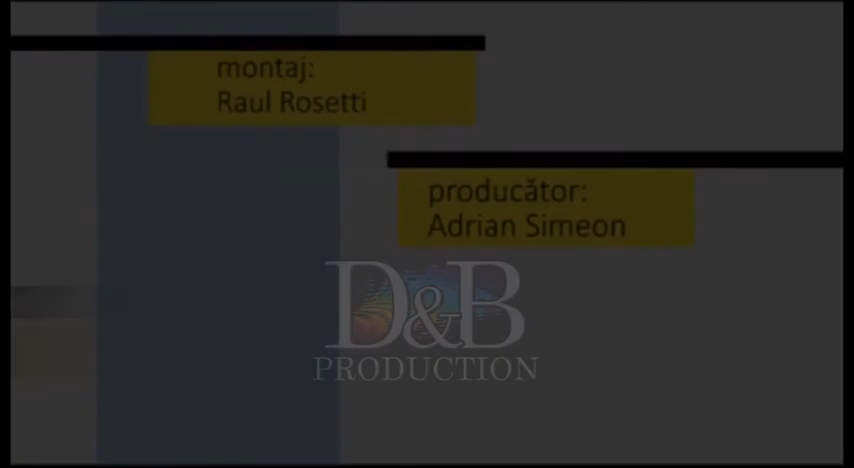 montaj:
Raul Rosetti
producător:
Adrian Simeon
D&B
PRODUCTION